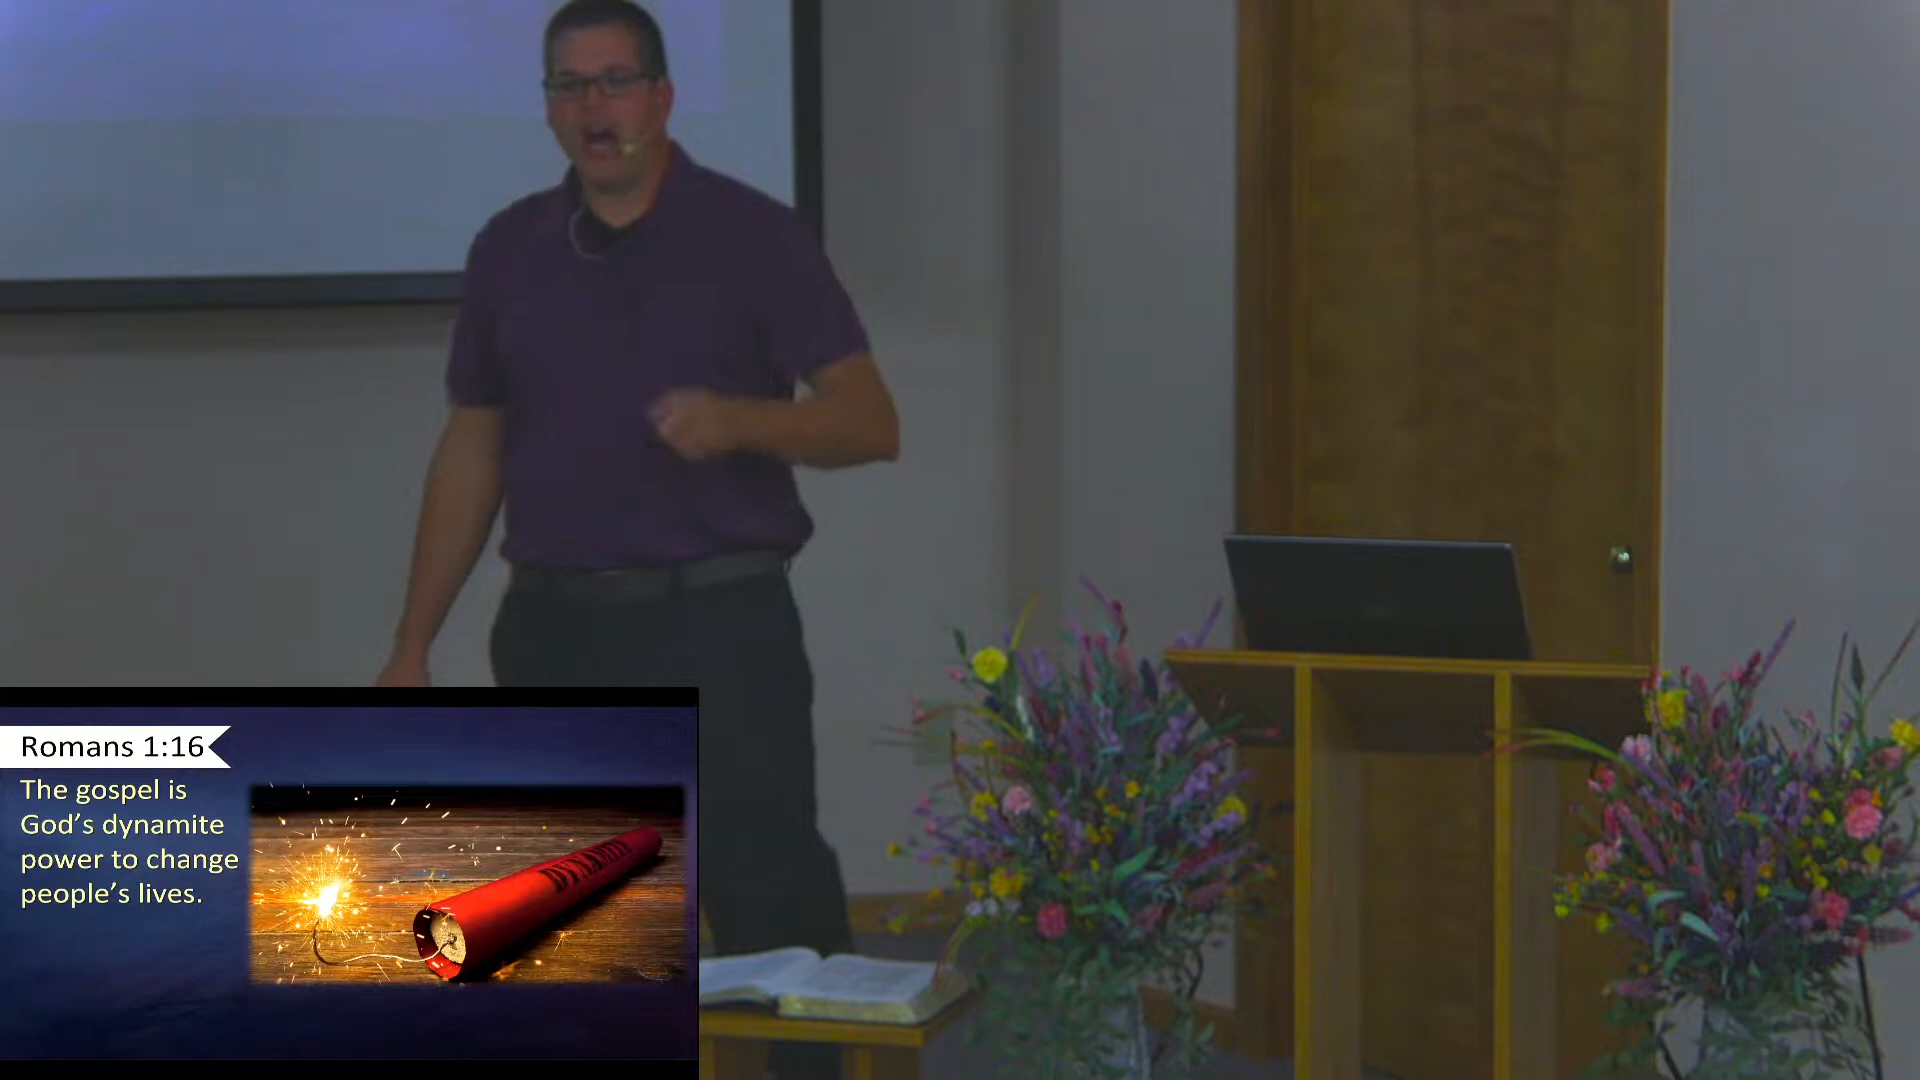 Romans 1:16
The gospel is
God's dynamite
power to change
people's lives.
DYNAMITE